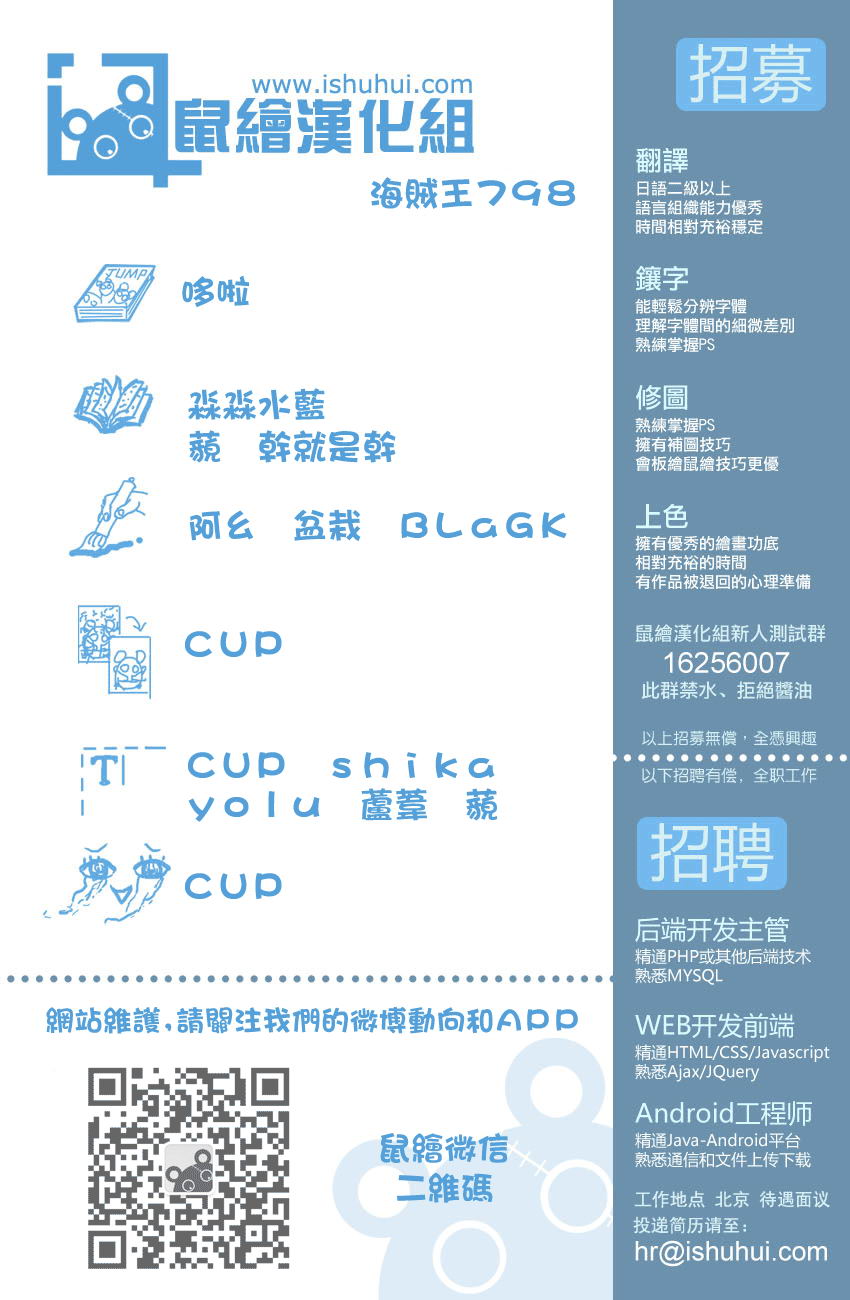 www.ishuhui.com
鼠繪漢化組
海賊王798
JUMP
哆啦
淼淼水藍
蘋 幹就是幹
阿幺 盆栽 BLaGK
CUP
T
CUP shika
yolu 蘆葦 蘋
CUP
網站維護,請關注我們的微博動向和APP
鼠繪微信
二維碼
招募
翻譯
日語二級以上
語言組織能力優秀
時間相對充裕穩定
鑲字
能輕鬆分辨字體
理解字體間的細微差別
熟練掌握PS
修圖
熟練掌握PS
擁有補圖技巧
會板繪鼠繪技巧更優
上色
擁有優秀的繪畫功底
相對充裕的時間
有作品被退回的心理準備
鼠繪漢化組新人測試群
16256007
此群禁水、拒絕醬油
以上招募無償，全憑興趣
以下招聘有偿，全职工作
招聘
后端开发主管
精通PHP或其他后端技术
熟悉MYSQL
WEB开发前端
精通HTML/CSS/Javascript
熟悉Ajax/JQuery
Android工程师
精通Java-Android平台
熟悉通信和文件上传下载
工作地点 北京 待遇面议
投递简历请至：
hr@ishuhui.com